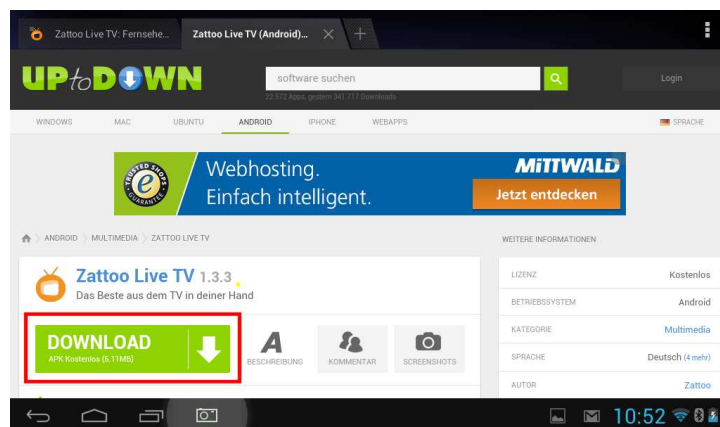 Zattoo Live TV: Fernsehe...
Zattoo Live TV (Android)...
UPtoDOWN
software suchen
22.572 Apps, gestern 341.717 Downloads
Login
WINDOWS
MAC
UBUNTU
ANDROID
IPHONE
WEBAPPS
SPRACHE
TRUSTED SHOPS
e
GUARANTEE
Webhosting.
Einfach intelligent.
MITTWALD
Jetzt entdecken
ANDROID
MULTIMEDIA
ZATTOO LIVE TV
Zattoo Live TV 1.3.3
Das Beste aus dem TV in deiner Hand
DOWNLOAD
APK Kostenlos (6.11MB)
A
BESCHREIBUNG
KOMMENTAR
SCREENSHOTS
WEITERE INFORMATIONEN
LIZENZ
Kostenlos
BETRIEBSSYSTEM
Android
KATEGORIE
Multimedia
SPRACHE
Deutsch (4 mehr)
AUTOR
Zattoo
10:52